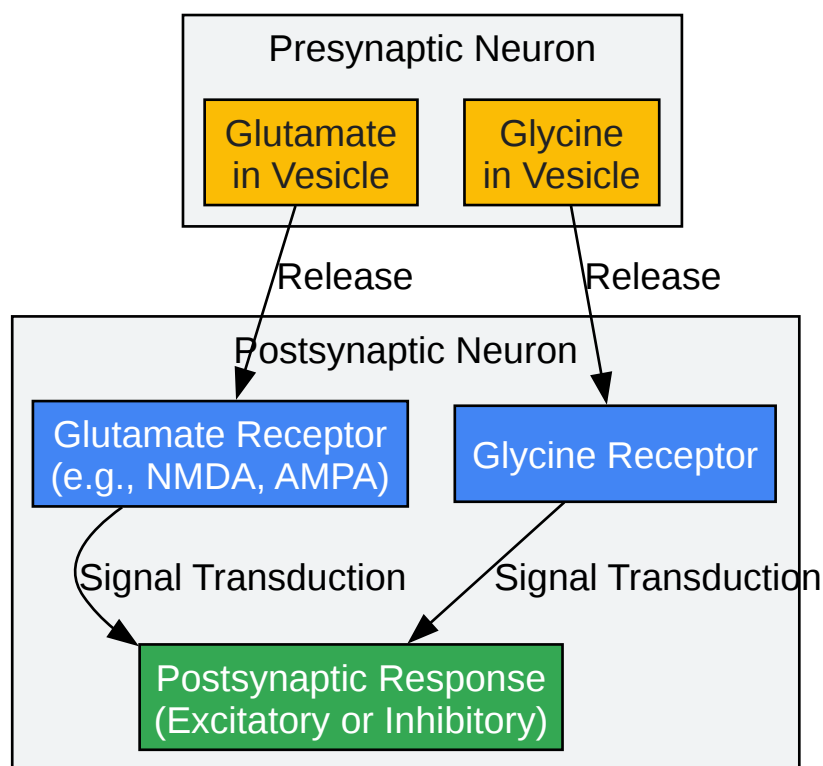 Presynaptic Neuron
Glutamate
in Vesicle
Glycine
in Vesicle
Release
Release
Postsynaptic Neuron
Glutamate Receptor
(e.g., NMDA, AMPA)
Glycine Receptor
Signal Transduction
Signal Transduction
Postsynaptic Response
(Excitatory or Inhibitory)